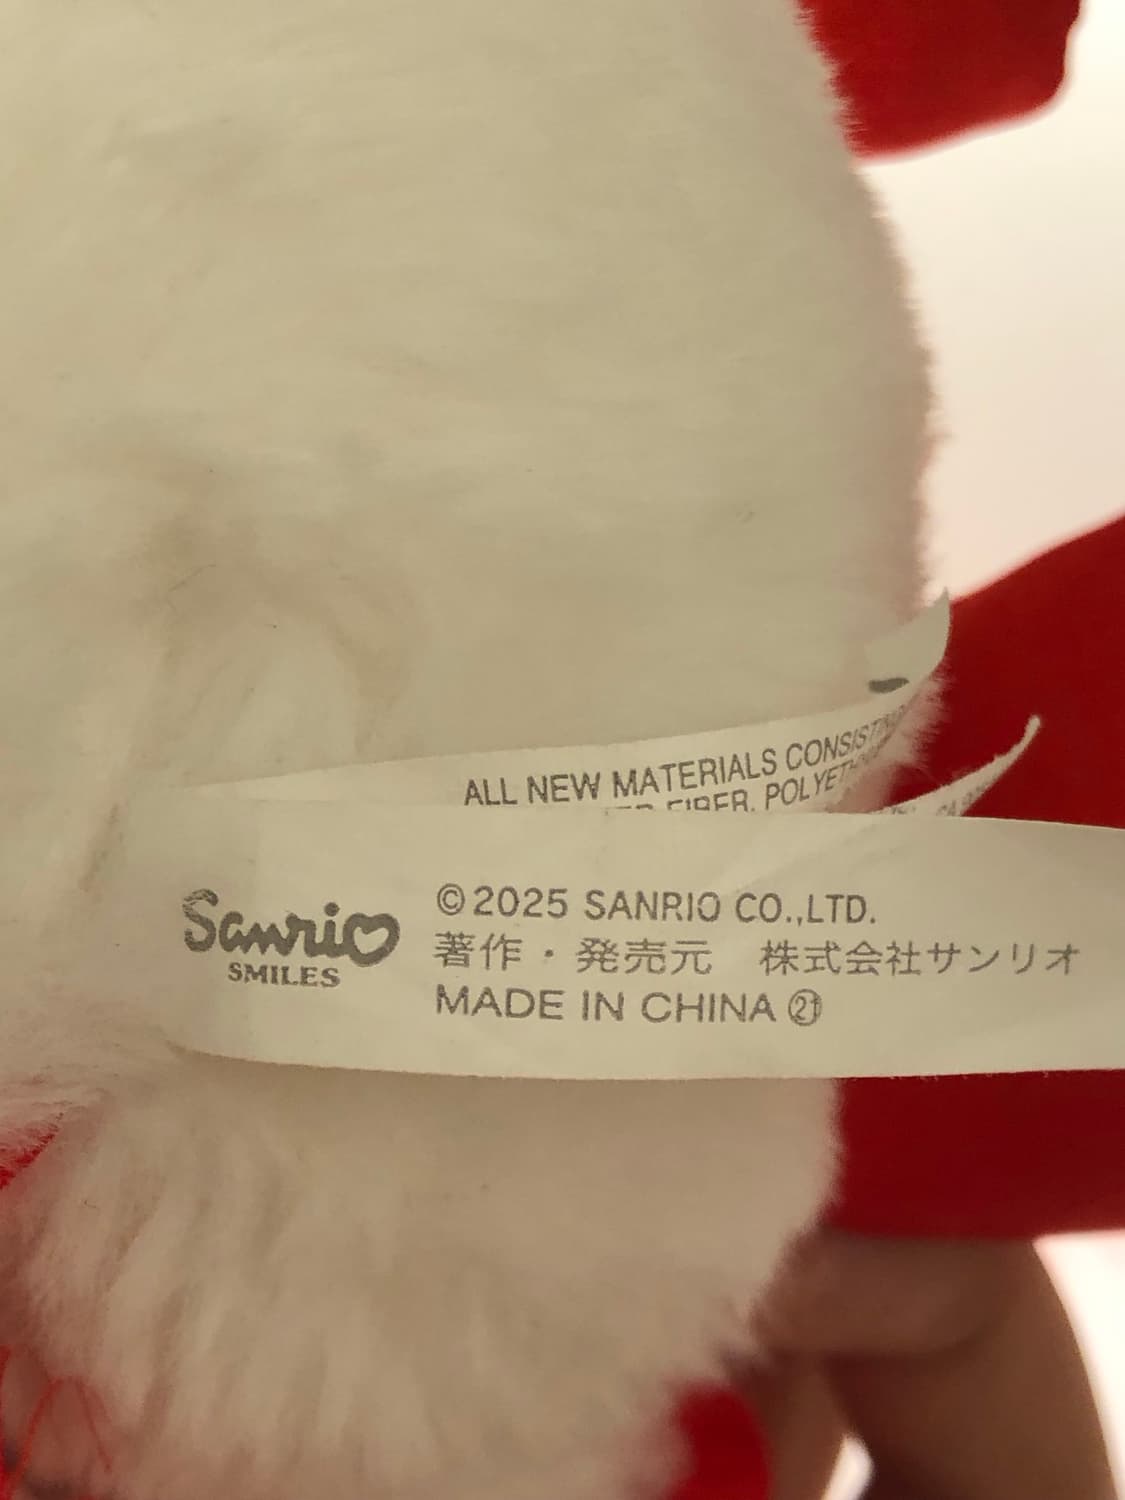 ALL NEW MATERIALS
FIBER,
Sanrio
SMILES
©2025 SANRIO CO.,LTD.
著作・発売元 株式会社サンリオ
MADE IN CHINA ㉑